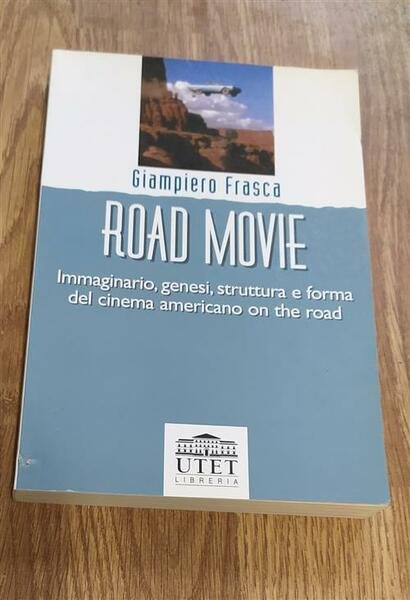 Giampiero Frasca
ROAD MOVIE
Immaginario, genesi, struttura e forma
del cinema americano on the road
UTET
LIBRERIA